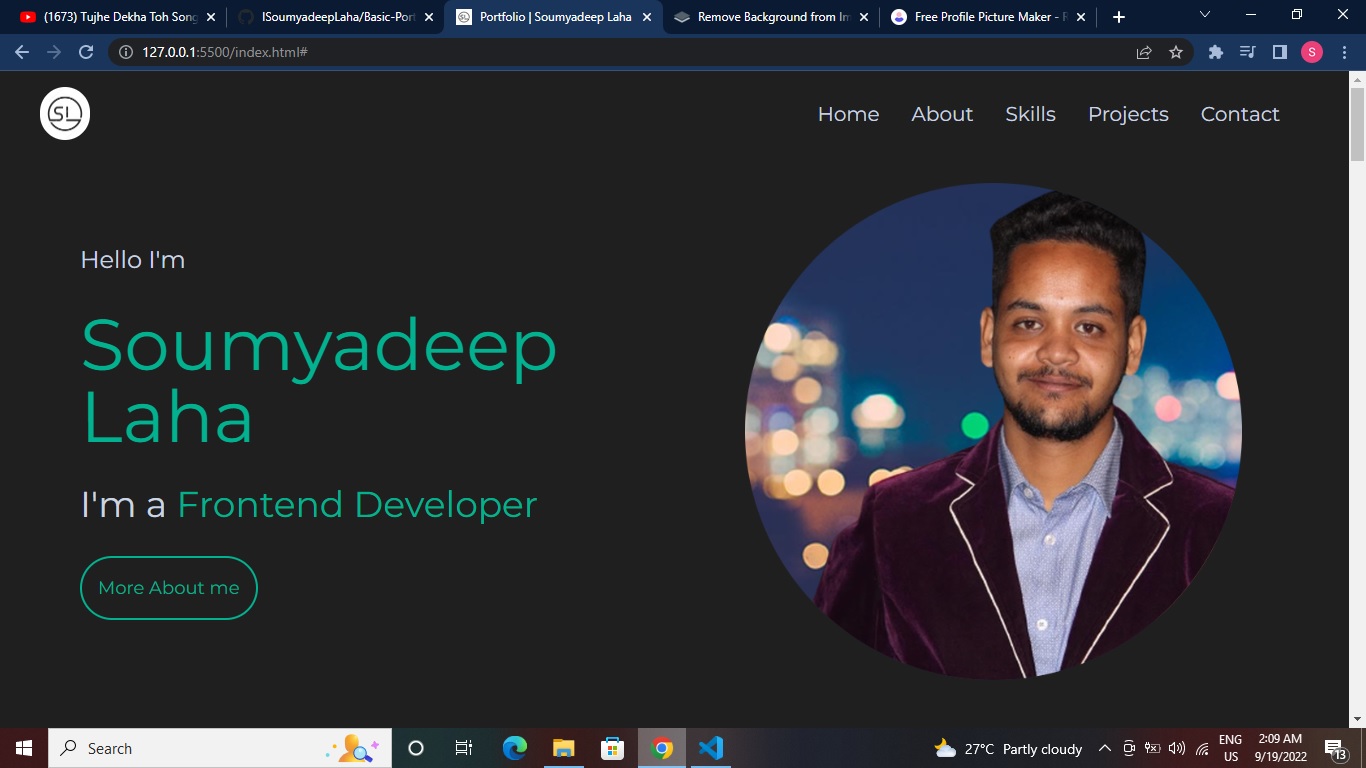 (1673) Tujhe Dekha Toh Song
ISoumyadeepLaha/Basic-Port
Portfolio | Soumyadeep Laha
Remove Background from Im
Free Profile Picture Maker -
127.0.0.1:5500/index.html#
S
SL
Home
About
Skills
Projects
Contact
Hello I'm
Soumyadeep
Laha
I'm a Frontend Developer
More About me
Search
27°C Partly cloudy
ENG
US
2:09 AM
9/19/2022
13